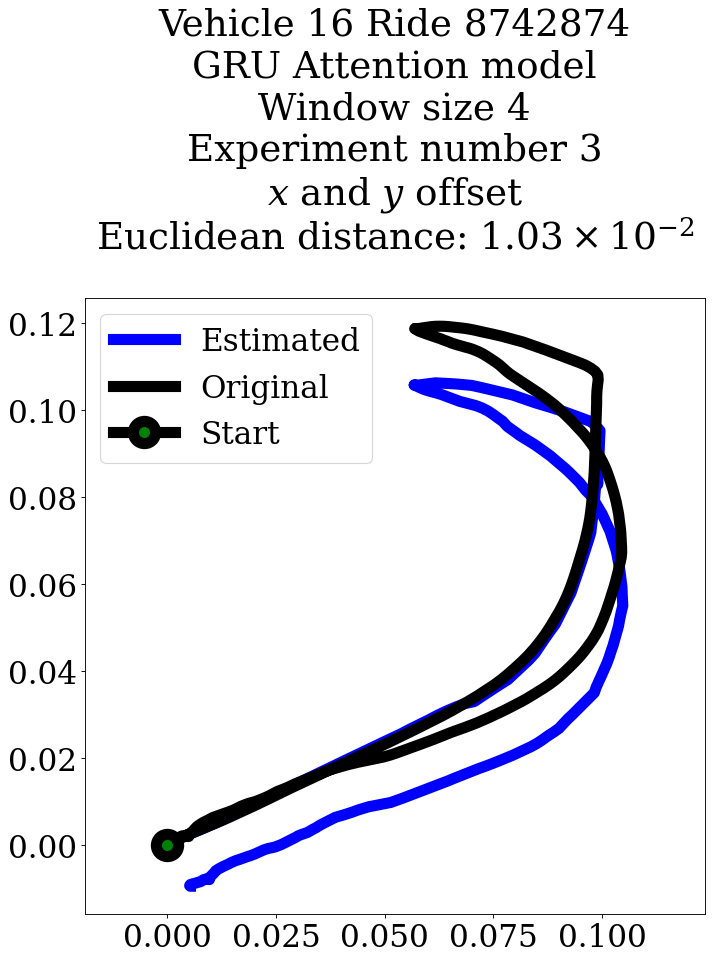 Vehicle 16 Ride 8742874
GRU Attention model
Window size 4
Experiment number 3
x and y offset
Euclidean distance: 1.03 × 10⁻²
Estimated
Original
Start
0.12
0.10
0.08
0.06
0.04
0.02
0.00
0.000 0.025 0.050 0.075 0.100